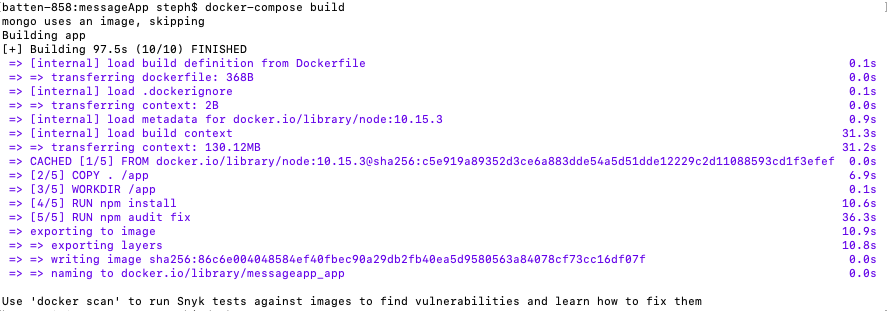 [batten-858:messageApp steph$ docker-compose build ]
mongo uses an image, skipping
Building app
[+] Building 97.5s (10/10) FINISHED
=> [internal] load build definition from Dockerfile 0.1s
=> => transferring dockerfile: 368B 0.0s
=> [internal] load .dockerignore 0.1s
=> => transferring context: 2B 0.0s
=> [internal] load metadata for docker.io/library/node:10.15.3 0.9s
=> [internal] load build context 31.3s
=> => transferring context: 130.12MB 31.2s
=> CACHED [1/5] FROM docker.io/library/node:10.15.3@sha256:c5e919a89352d3ce6a883dde54a5d51dde12229c2d11088593cd1f3efef 0.0s
=> [2/5] COPY . /app 6.9s
=> [3/5] WORKDIR /app 0.1s
=> [4/5] RUN npm install 10.6s
=> [5/5] RUN npm audit fix 36.3s
=> exporting to image 10.9s
=> => exporting layers 10.8s
=> => writing image sha256:86c6e004048584ef40fbec90a29db2fb40ea5d9580563a84078cf73cc16df07f 0.0s
=> => naming to docker.io/library/messageapp_app 0.0s
Use 'docker scan' to run Snyk tests against images to find vulnerabilities and learn how to fix them